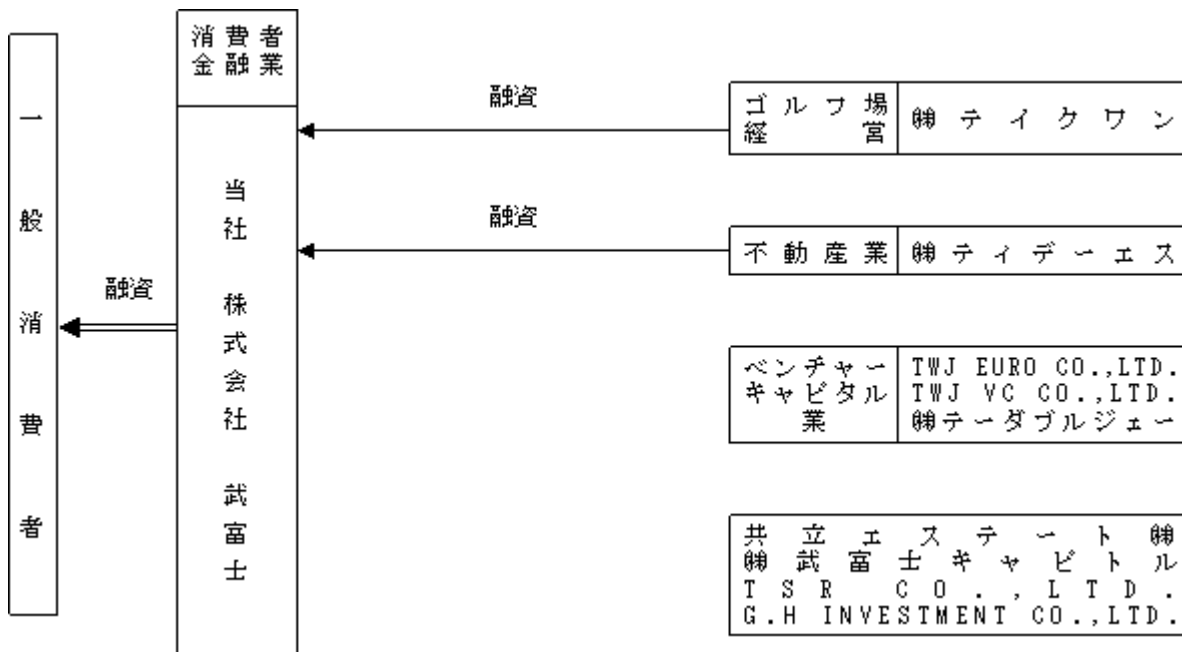 一般消費者
融資
消費者
金融業
当社 株式会社 武富士
融資
ゴルフ場
経営
㈱テイクワン
融資
不動産業
㈱ティデーエス
ベンチャー
キャピタル
業
TWJ EURO CO.,LTD.
TWJ VC CO.,LTD.
㈱テーダブルジェー
共立エステート㈱
㈱武富士キャピトル
TSR CO.,LTD.
G.H INVESTMENT CO.,LTD.